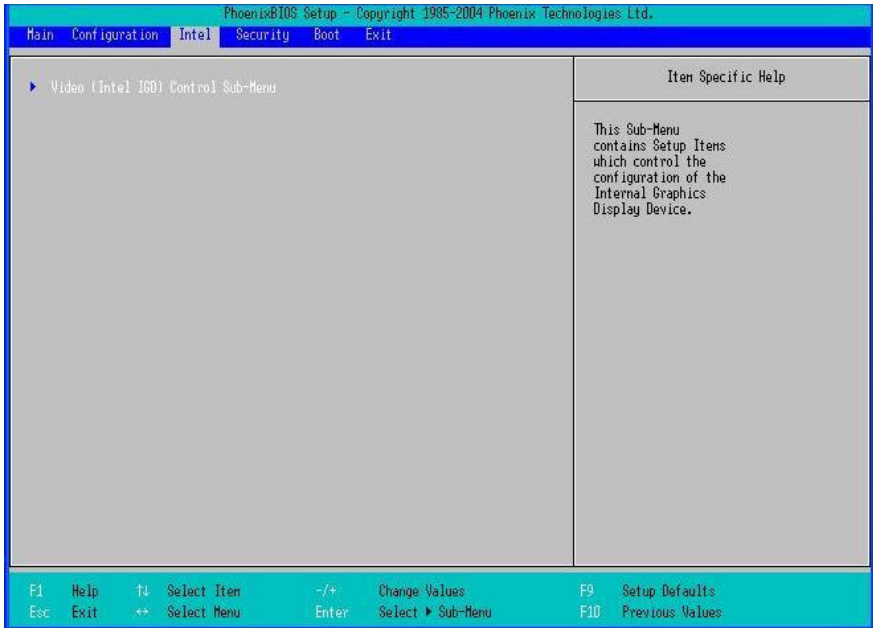 PhoenixBIOS Setup - Copyright 1985-2004 Phoenix Technologies Ltd.
Main Configuration Intel Security Boot Exit
Video (Intel IGD) Control Sub-Menu
Item Specific Help
This Sub-Menu
contains Setup Items
which control the
configuration of the
Internal Graphics
Display Device.
F1 Help ↑↓ Select Item -/+ Change Values F9 Setup Defaults
Esc Exit ↔ Select Menu Enter Select ▶ Sub-Menu F10 Previous Values